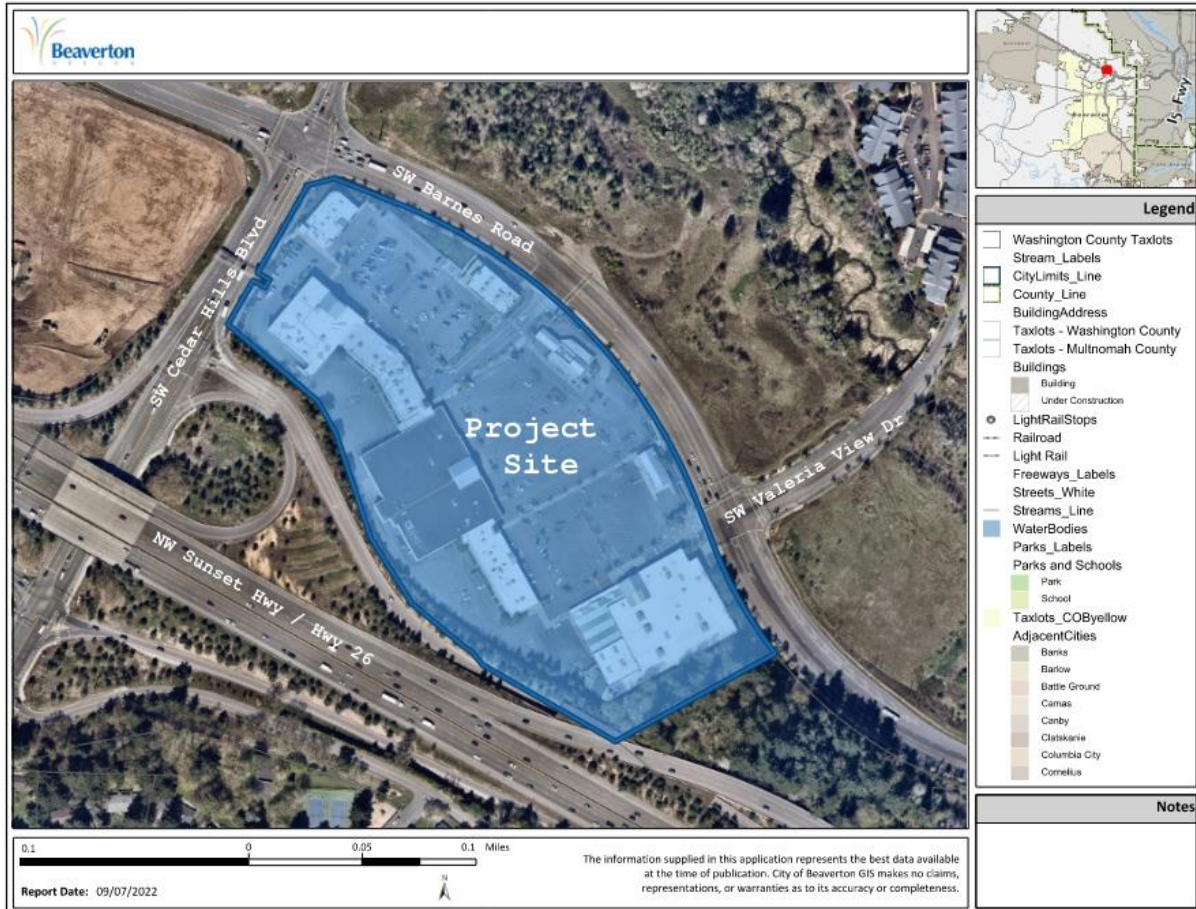 Beaverton
OREGON
SW Barnes Road
SW Cedar Hills Blvd
Project
Site
SW Valeria View Dr
NW Sunset Hwy / Hwy 26
I5 Fwy
Legend
Washington County Taxlots
Stream_Labels
CityLimits_Line
County_Line
BuildingAddress
Taxlots - Washington County
Taxlots - Multnomah County
Buildings
Building
Under Construction
LightRailStops
Railroad
Light Rail
Freeways_Labels
Streets_White
Streams_Line
WaterBodies
Parks_Labels
Parks and Schools
Park
School
Taxlots_COByellow
AdjacentCities
Banks
Barlow
Battle Ground
Camas
Canby
Clatskanie
Columbia City
Cornelius
Notes
0.1 0 0.05 0.1 Miles
N
Report Date: 09/07/2022
The information supplied in this application represents the best data available
at the time of publication. City of Beaverton GIS makes no claims,
representations, or warranties as to its accuracy or completeness.